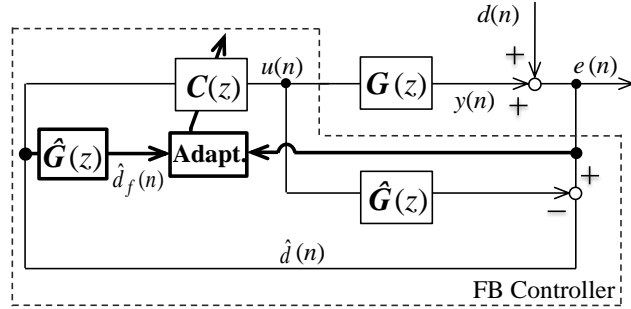 d(n)
u(n)
+
e(n)
C(z)
G(z)
y(n)
+
Ĝ(z)
Adapt.
d̂_f(n)
+
Ĝ(z)
−
d̂(n)
FB Controller